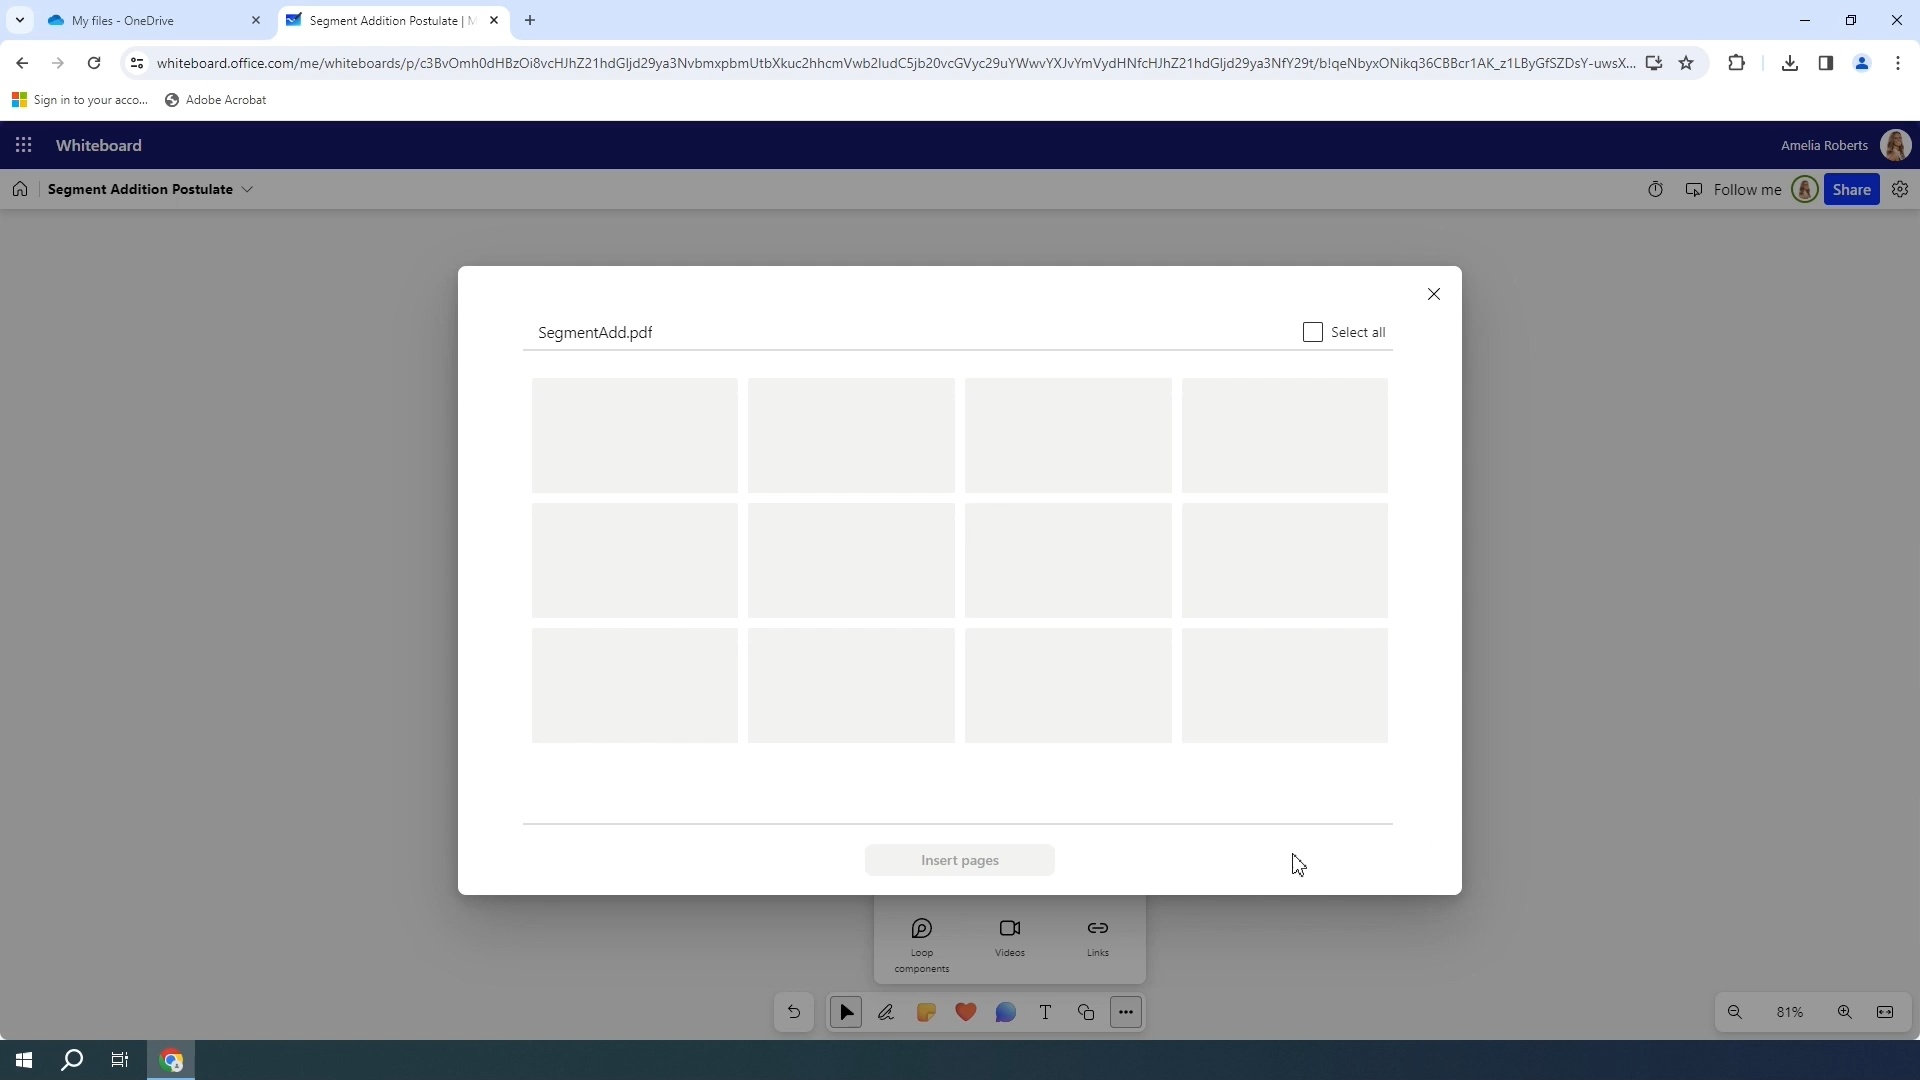 My files - OneDrive
Segment Addition Postulate | M
whiteboard.office.com/me/whiteboards/p/c3BvOmh0dHBzOi8vcHJhZ21hdGljd29ya3NvbmxpbmUtbXkuc2hhcmVwb2ludC5jb20vcGVyc29uYWwvYXJvYmVydHNfcHJhZ21hdGljd29ya3NfY29t/b!qeNbyxONikq36CBBcr1AK_z1LByGfSZDsY-uwsX...
Sign in to your acco...
Adobe Acrobat
Whiteboard
Amelia Roberts
Segment Addition Postulate
Follow me
Share
SegmentAdd.pdf
Select all
Insert pages
Loop
components
Videos
Links
T
81%